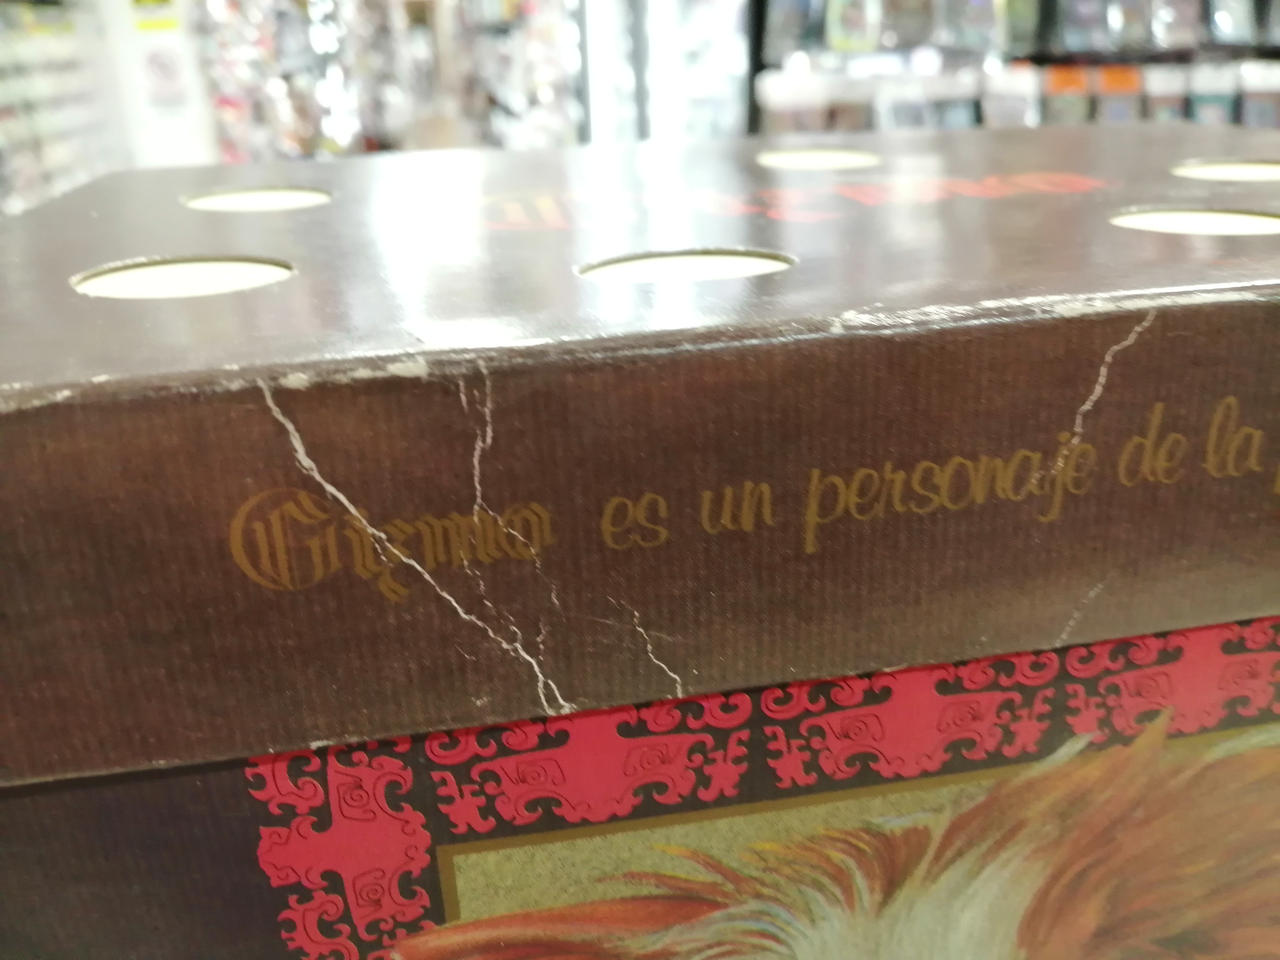 Gizmo es un personaje de la